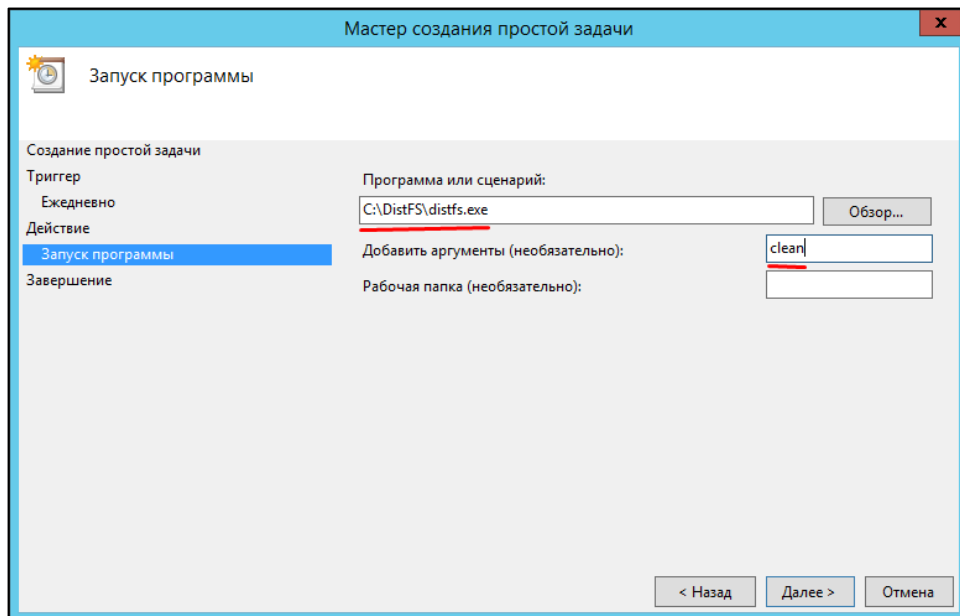 Мастер создания простой задачи
x
Запуск программы
Создание простой задачи
Триггер
Ежедневно
Действие
Запуск программы
Завершение
Программа или сценарий:
C:\DistFS\distfs.exe
Обзор...
Добавить аргументы (необязательно):
clean
Рабочая папка (необязательно):
< Назад
Далее >
Отмена